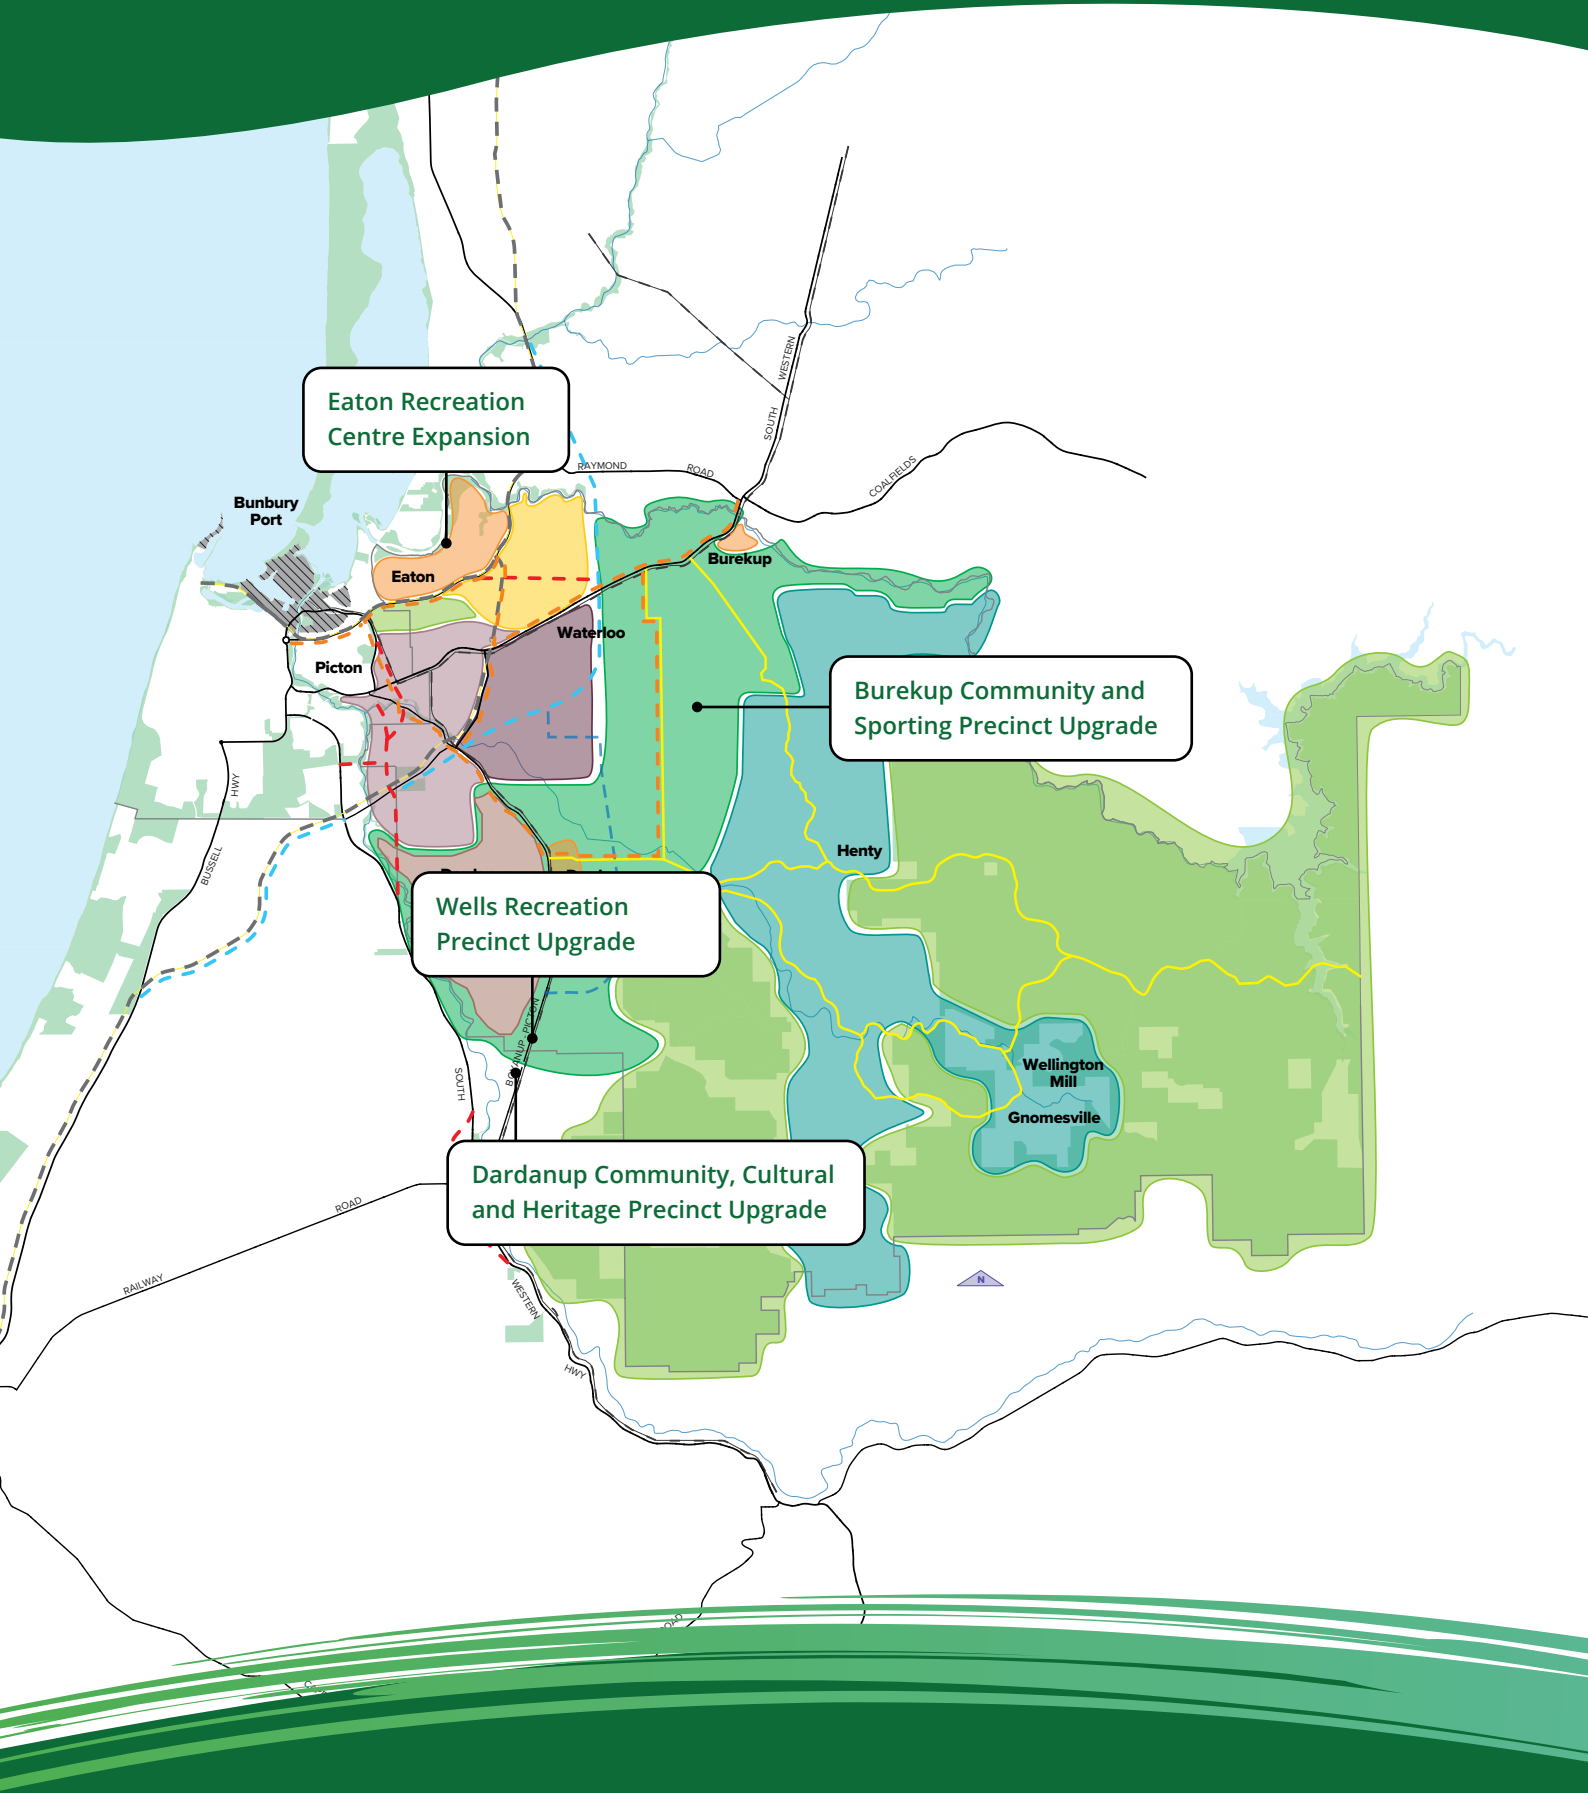 WESTERN
SOUTH
Eaton Recreation
Centre Expansion
RAYMOND
ROAD
COALFIELDS
Bunbury
Port
Burekup
Eaton
Waterloo
Picton
Burekup Community and
Sporting Precinct Upgrade
HWY
BUSSELL
Henty
Wells Recreation
Precinct Upgrade
BOYANUP - PICTON
SOUTH
Wellington
Mill
Gnomesville
Dardanup Community, Cultural
and Heritage Precinct Upgrade
ROAD
RAILWAY
N
WESTERN
HWY